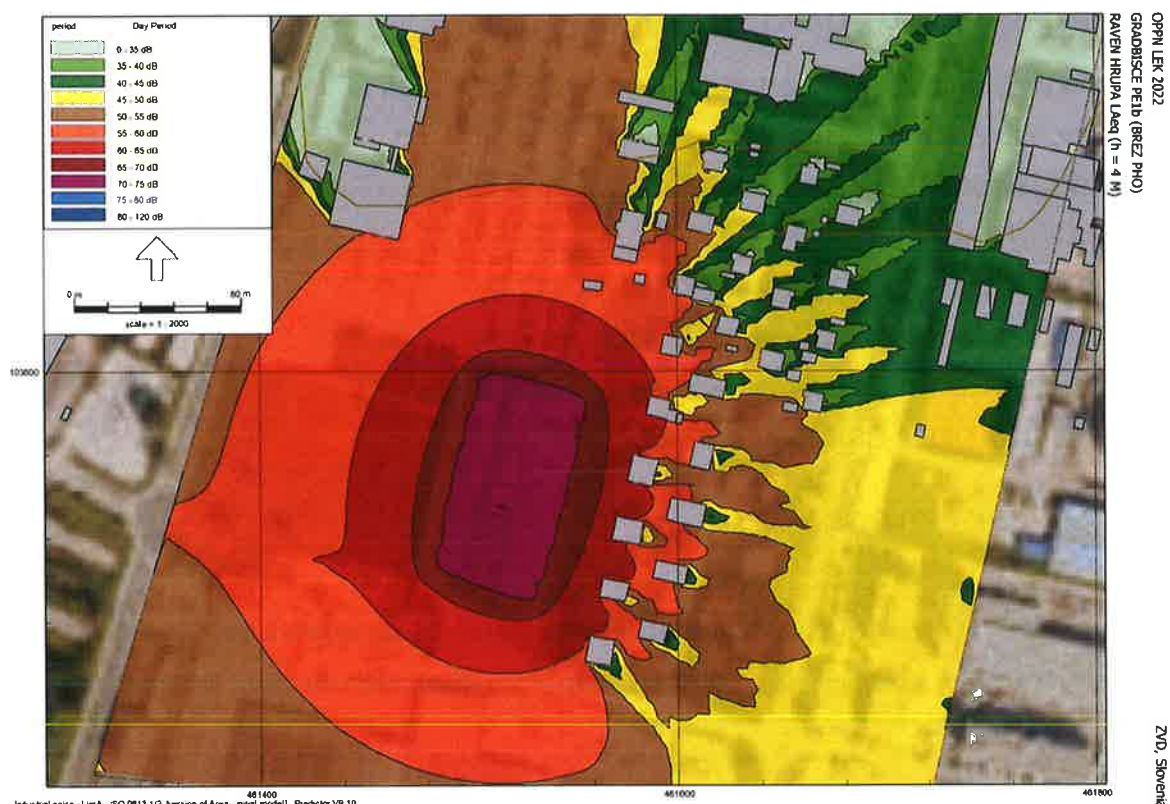 period Day Period
0 - 35 dB
35 - 40 dB
40 - 45 dB
45 - 50 dB
50 - 55 dB
55 - 60 dB
60 - 65 dB
65 - 70 dB
70 - 75 dB
75 - 80 dB
80 - 120 dB
0 m 80 m
scale = 1 : 2000
103600
461400 461600 461800
OPPN LEK 2022
GRADBISCE PE1b (BREZ PHO)
RAVEN HRUPA LAeq (h = 4 M)
ZVD, Sloveni